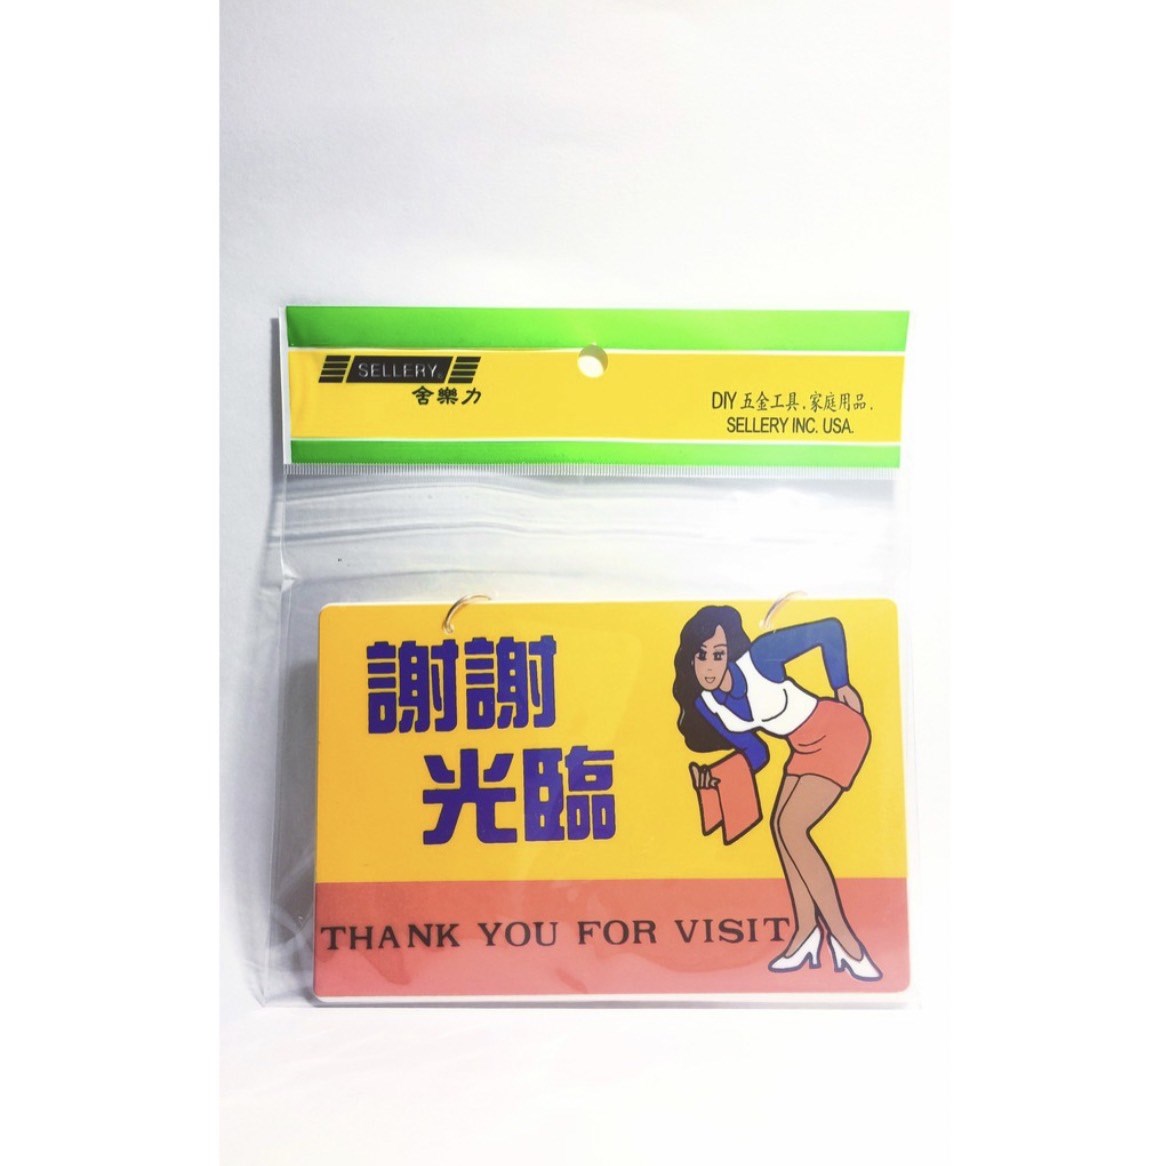 SELLERY
舍樂力
DIY 五金工具.家庭用品.
SELLERY INC. USA.
謝謝
光臨
THANK YOU FOR VISIT